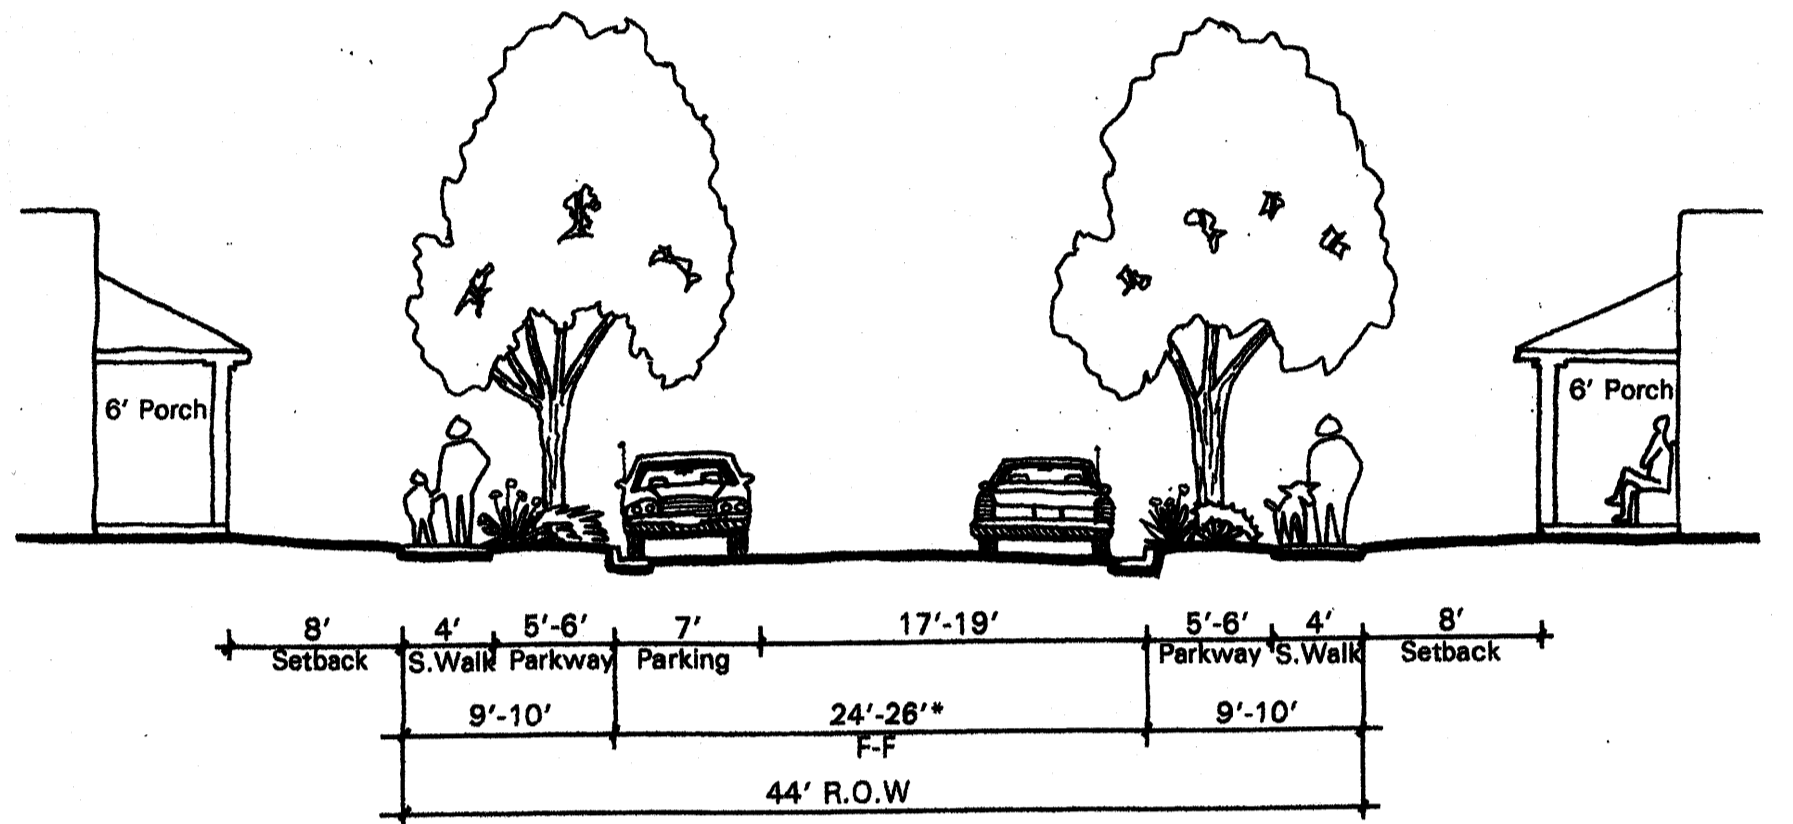 6' Porch
6' Porch
8' 4' 5'-6' 7' 17'-19' 5'-6' 4' 8'
Setback S.Walk Parkway Parking Parkway S.Walk Setback
9'-10' 24'-26'* 9'-10'
F-F
44' R.O.W